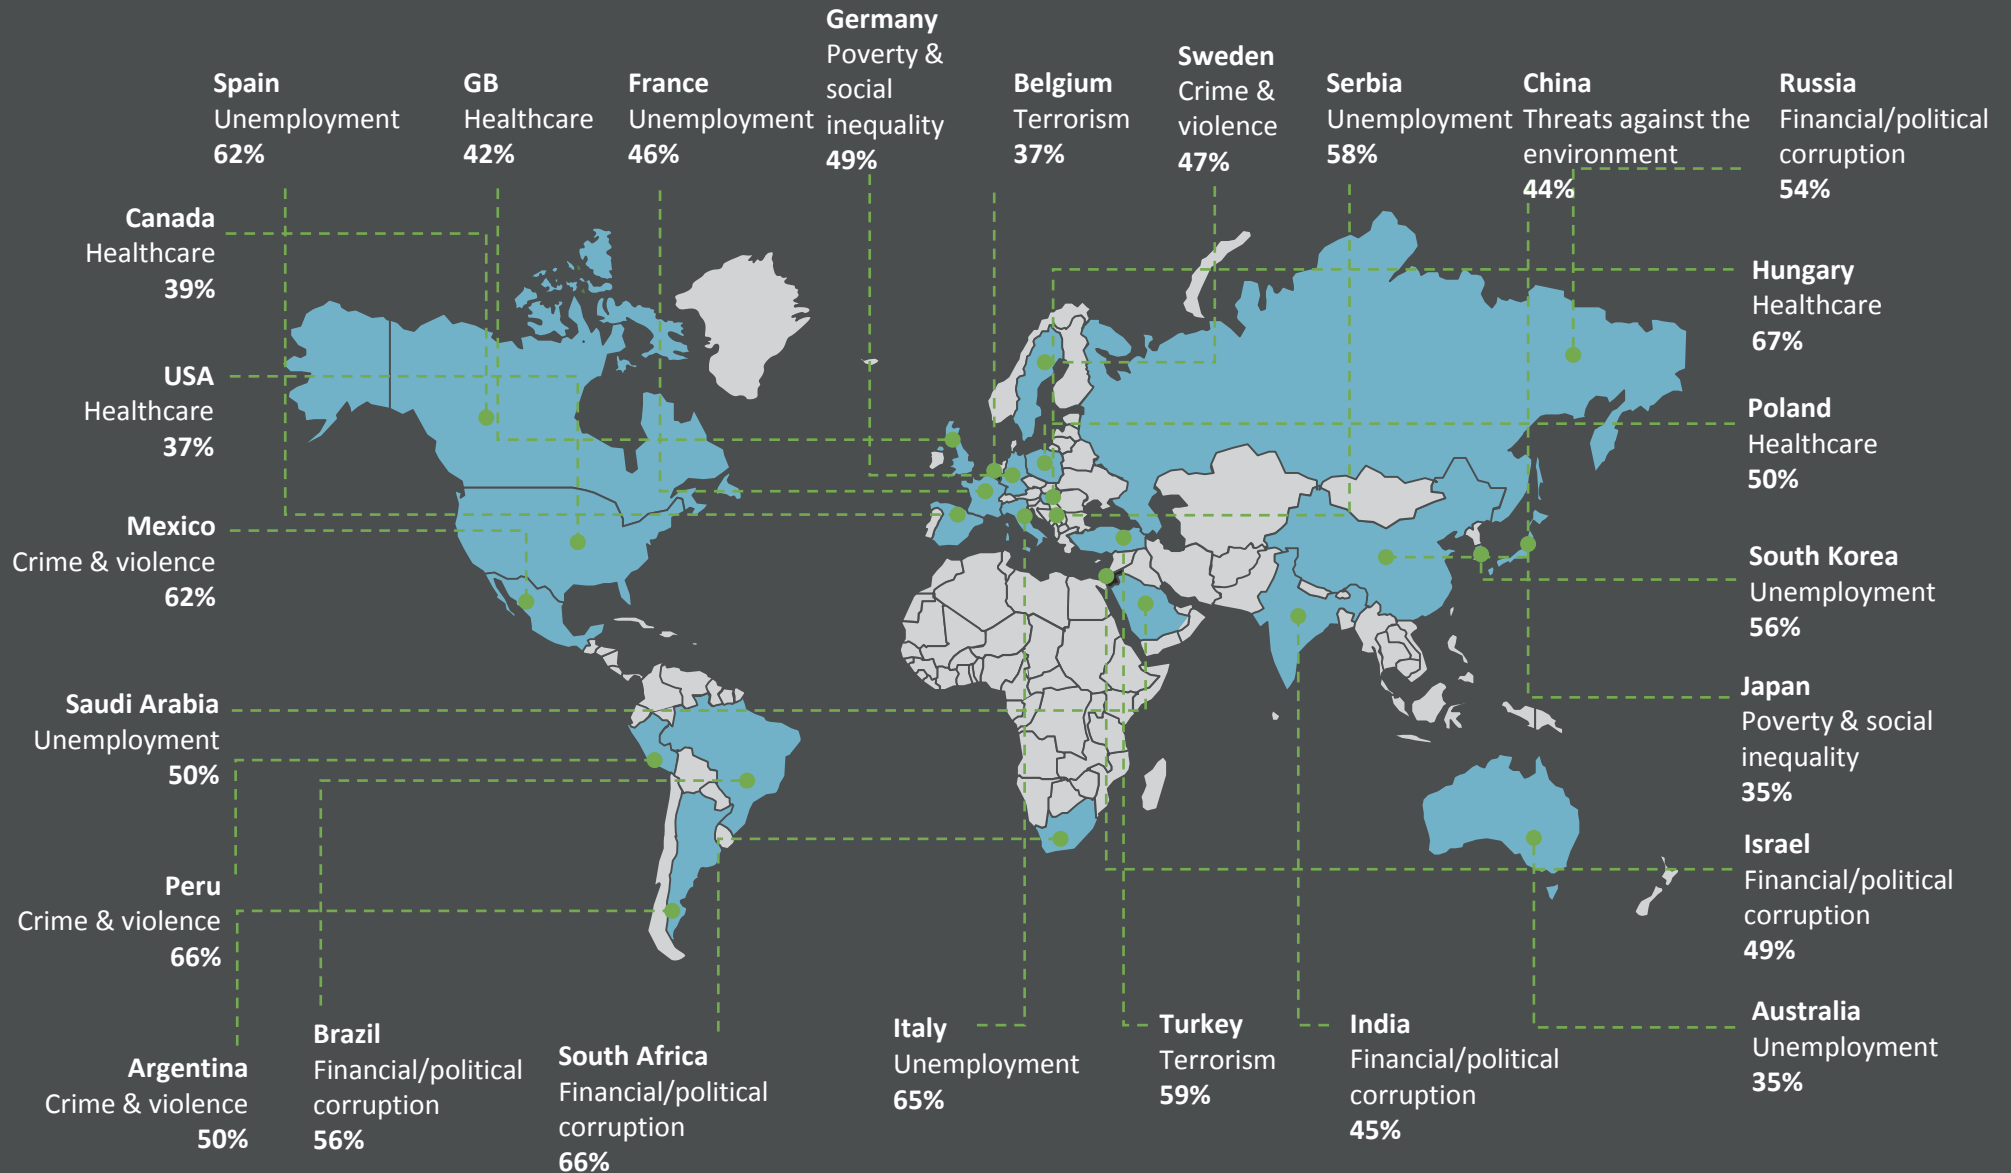 Spain
Unemployment
62%
GB
Healthcare
42%
France
Unemployment
46%
Germany
Poverty &
social
inequality
49%
Belgium
Terrorism
37%
Sweden
Crime &
violence
47%
Serbia
Unemployment
58%
China
Threats against the
environment
44%
Russia
Financial/political
corruption
54%
Canada
Healthcare
39%
USA
Healthcare
37%
Mexico
Crime & violence
62%
Saudi Arabia
Unemployment
50%
Peru
Crime & violence
66%
Argentina
Crime & violence
50%
Brazil
Financial/political
corruption
56%
South Africa
Financial/political
corruption
66%
Italy
Unemployment
65%
Turkey
Terrorism
59%
India
Financial/political
corruption
45%
Hungary
Healthcare
67%
Poland
Healthcare
50%
South Korea
Unemployment
56%
Japan
Poverty & social
inequality
35%
Israel
Financial/political
corruption
49%
Australia
Unemployment
35%